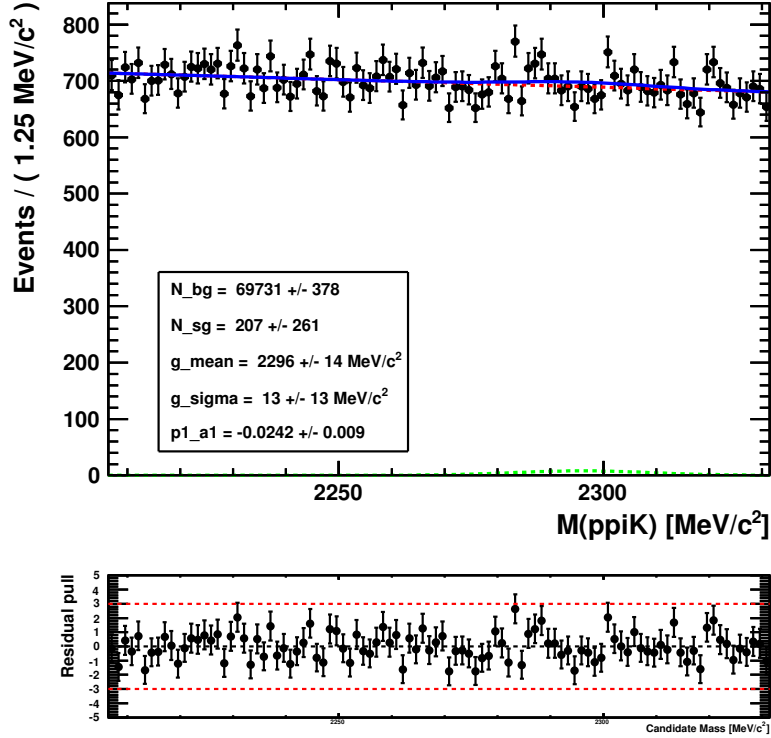 Events / ( 1.25 MeV/c²)
800
700
600
500
400
300
200
100
0
N_bg = 69731 +/- 378
N_sg = 207 +/- 261
g_mean = 2296 +/- 14 MeV/c²
g_sigma = 13 +/- 13 MeV/c²
p1_a1 = -0.0242 +/- 0.009
2250
2300
M(ppiK) [MeV/c²]
Residual pull
5
4
3
2
1
0
-1
-2
-3
-4
-5
2250
2300
Candidate Mass [MeV/c²]